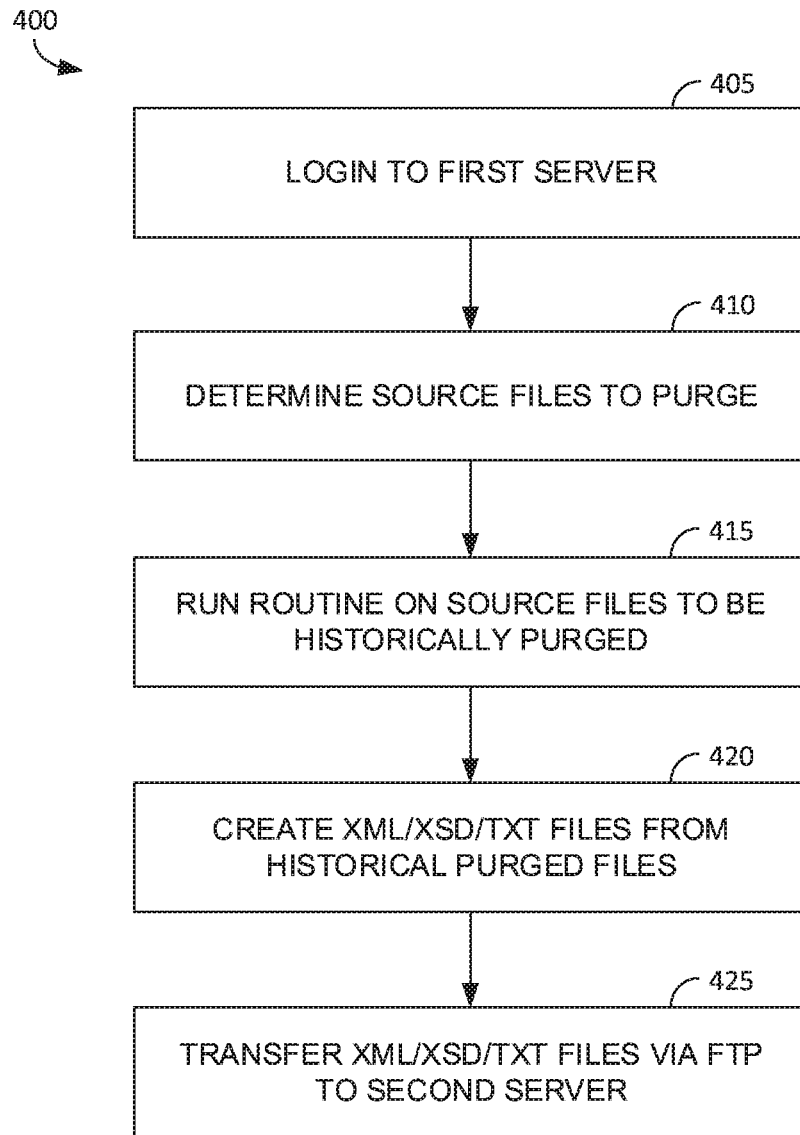 400
405
LOGIN TO FIRST SERVER
410
DETERMINE SOURCE FILES TO PURGE
415
RUN ROUTINE ON SOURCE FILES TO BE
HISTORICALLY PURGED
420
CREATE XML/XSD/TXT FILES FROM
HISTORICAL PURGED FILES
425
TRANSFER XML/XSD/TXT FILES VIA FTP
TO SECOND SERVER